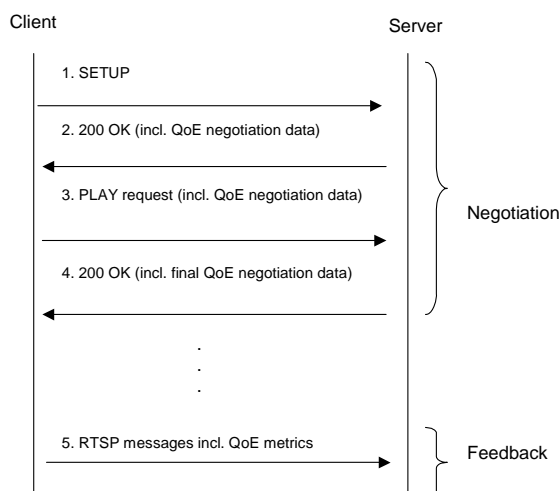 Client
Server
1. SETUP
2. 200 OK (incl. QoE negotiation data)
3. PLAY request (incl. QoE negotiation data)
Negotiation
4. 200 OK (incl. final QoE negotiation data)
.
.
.
5. RTSP messages incl. QoE metrics
Feedback